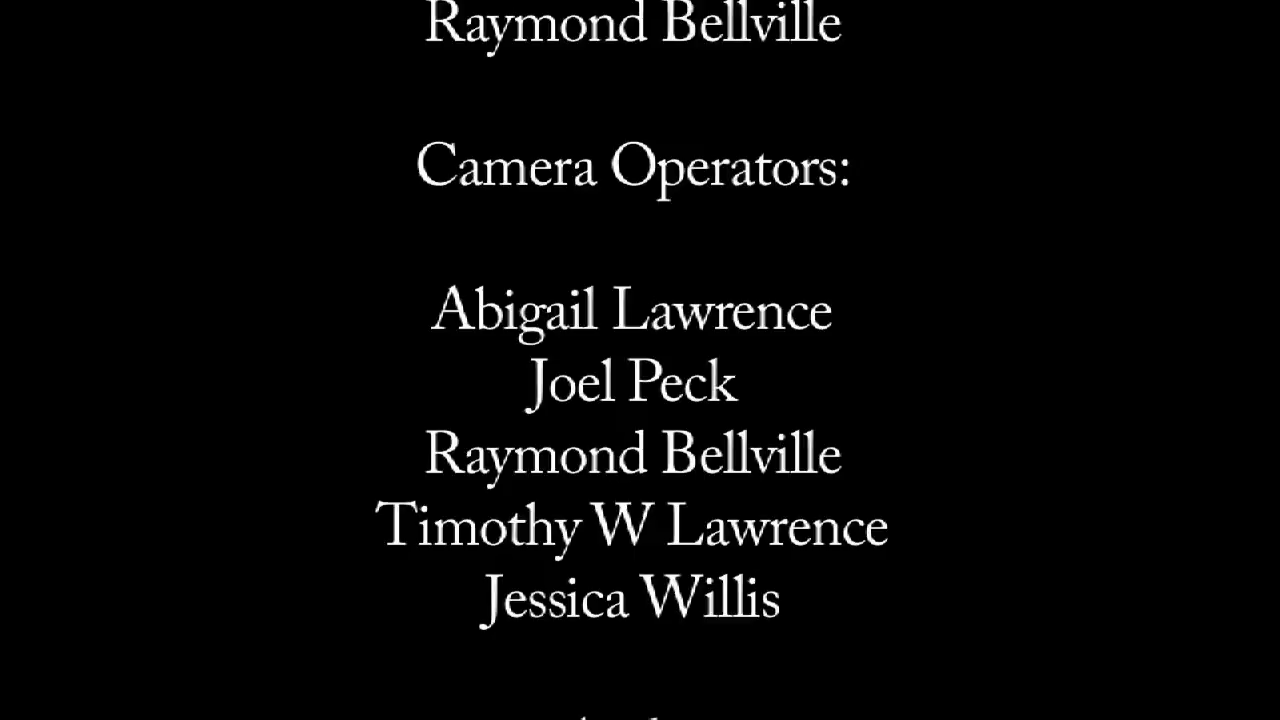 Raymond Bellville
Camera Operators:
Abigail Lawrence
Joel Peck
Raymond Bellville
Timothy W Lawrence
Jessica Willis